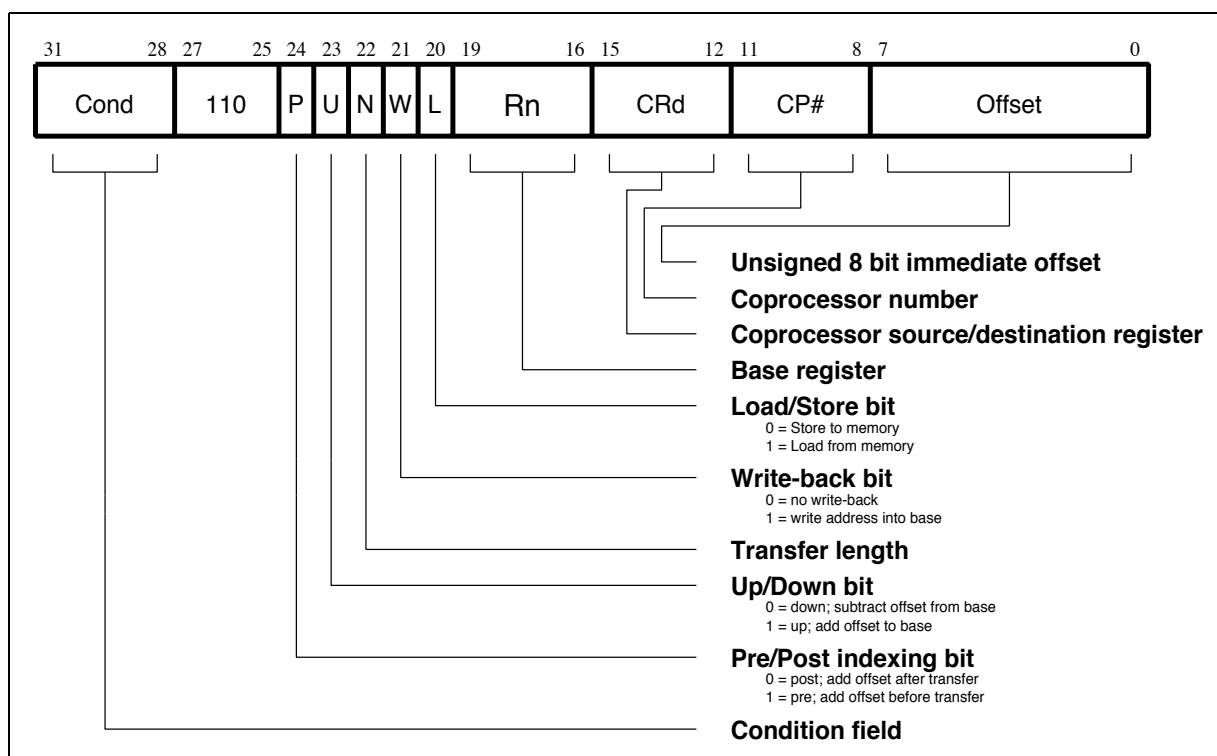 31 28 27 25 24 23 22 21 20 19 16 15 12 11 8 7 0
Cond 110 P U N W L Rn CRd CP# Offset
Unsigned 8 bit immediate offset
Coprocessor number
Coprocessor source/destination register
Base register
Load/Store bit
0 = Store to memory
1 = Load from memory
Write-back bit
0 = no write-back
1 = write address into base
Transfer length
Up/Down bit
0 = down; subtract offset from base
1 = up; add offset to base
Pre/Post indexing bit
0 = post; add offset after transfer
1 = pre; add offset before transfer
Condition field